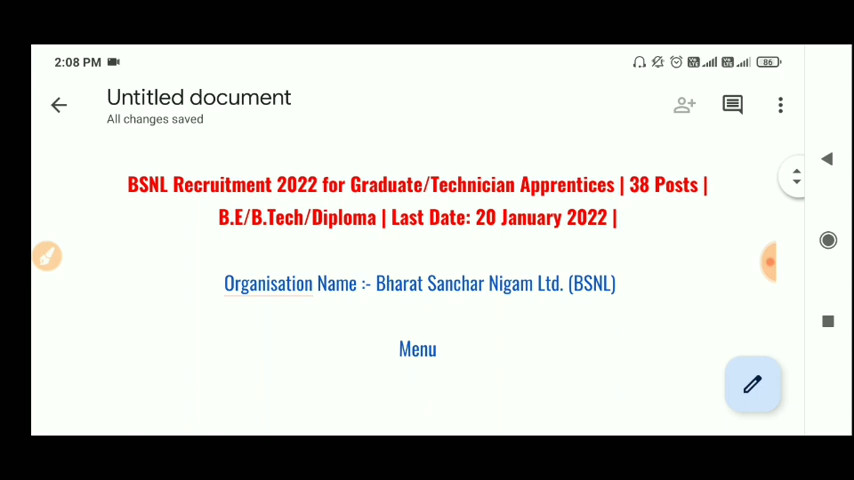 2:08 PM
86
Untitled document
All changes saved
BSNL Recruitment 2022 for Graduate/Technician Apprentices | 38 Posts |
B.E/B.Tech/Diploma | Last Date: 20 January 2022 |
Organisation Name :- Bharat Sanchar Nigam Ltd. (BSNL)
Menu